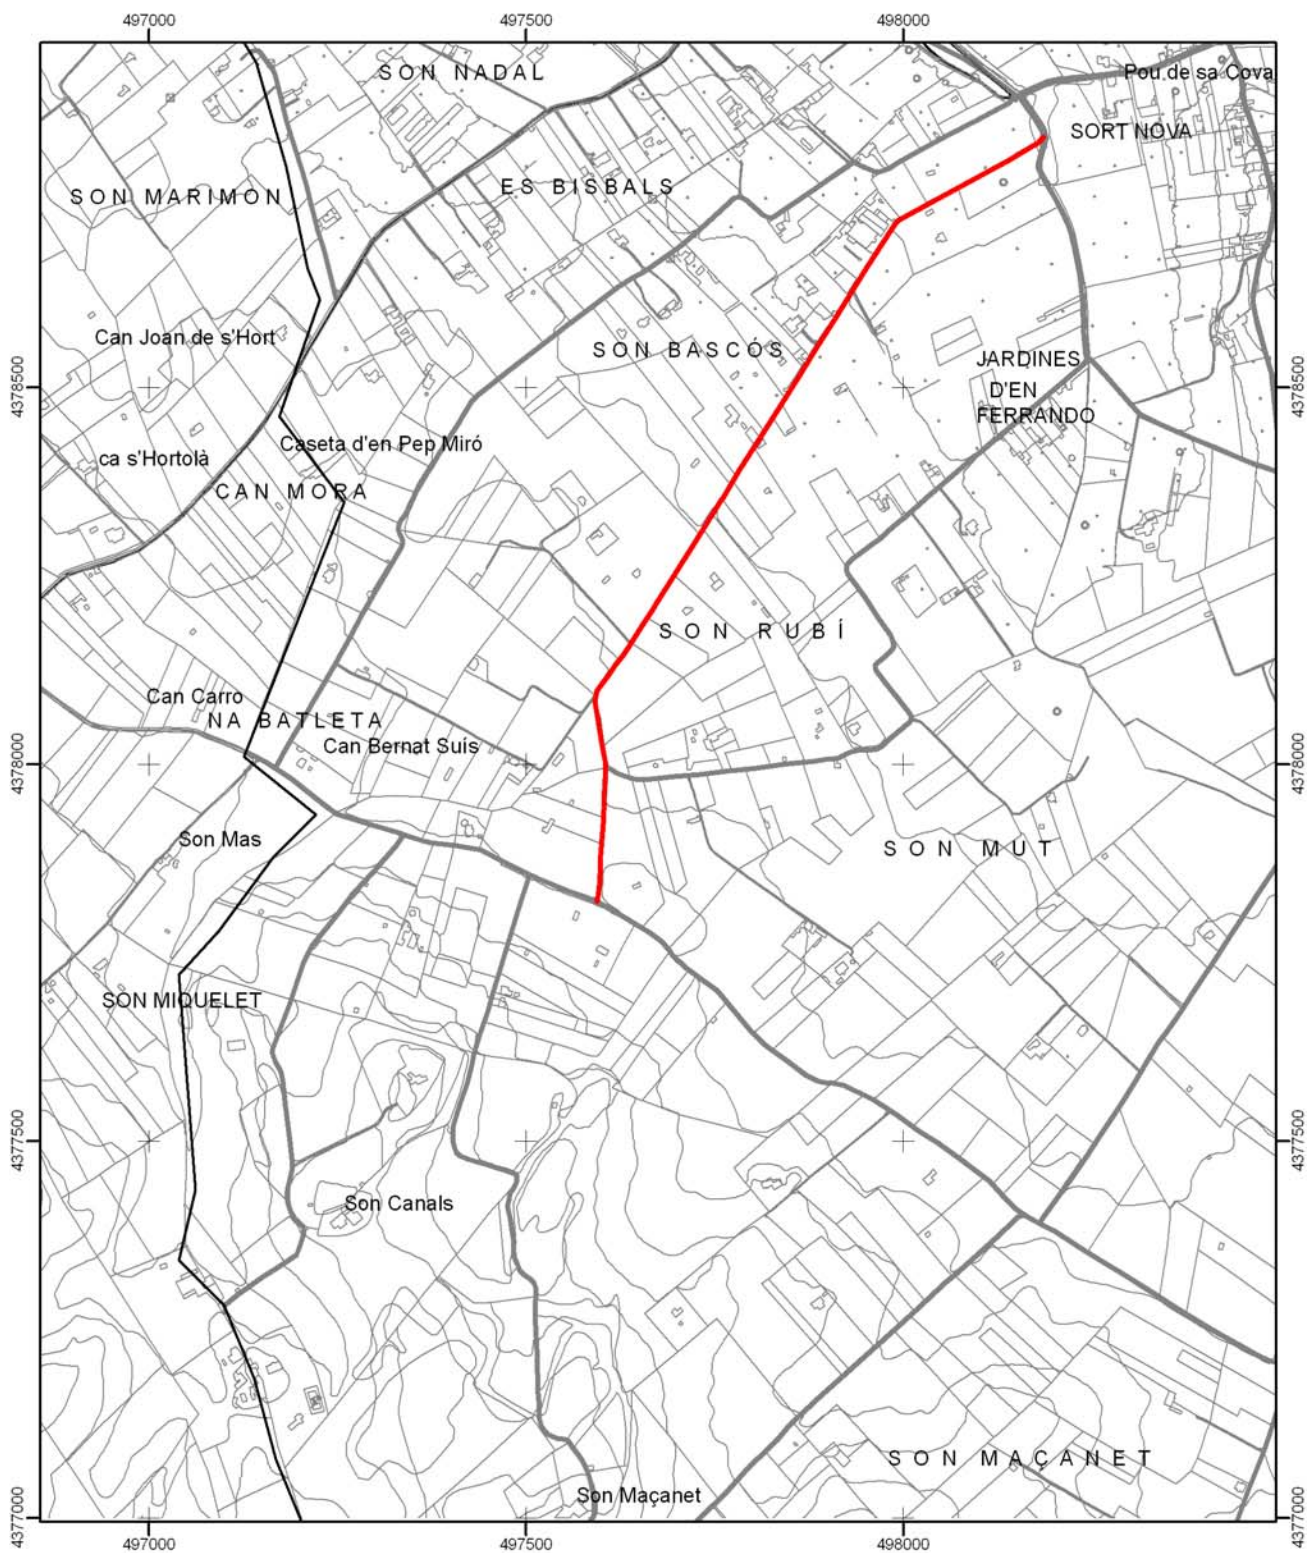 497000 497500 498000
SON NADAL
Pou de sa Cova
SORT NOVA
ES BISBALS
SON MARIMON
Can Joan de s'Hort
SON BASCÓS
JARDINES
D'EN
FERRANDO
4378500 4378500
Caseta d'en Pep Miró
ca s'Hortolà
CAN MORA
SON RUBÍ
Can Carro
NA BATLETA
Can Bernat Suís
4378000 4378000
Son Mas
SON MUT
SON MIQUELET
4377500 4377500
Son Canals
SON MAÇANET
Son Maçanet
4377000 4377000
497000 497500 498000